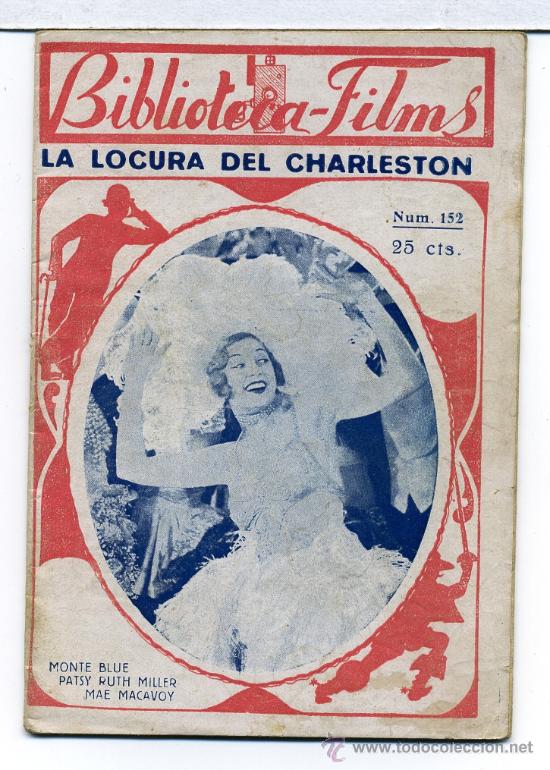 Biblioteca-Films
LA LOCURA DEL CHARLESTON
Num. 152
25 cts.
MONTE BLUE
PATSY RUTH MILLER
MAE MACAVOY
www.todocoleccion.net